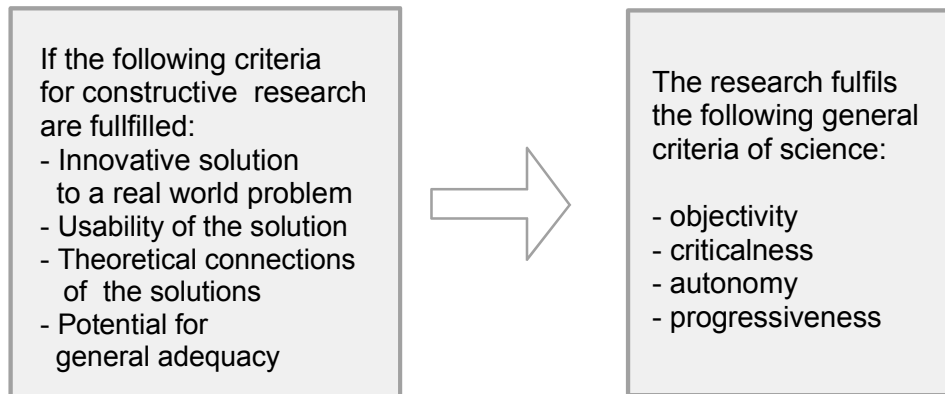 If the following criteria
for constructive research
are fullfilled:
- Innovative solution
to a real world problem
- Usability of the solution
- Theoretical connections
of the solutions
- Potential for
general adequacy
The research fulfils
the following general
criteria of science:
- objectivity
- criticalness
- autonomy
- progressiveness